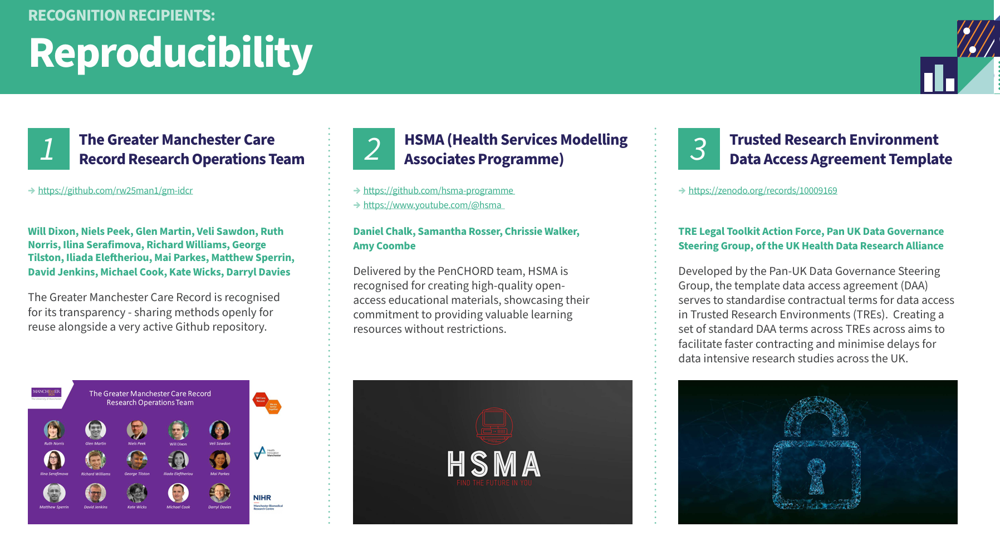 RECOGNITION RECIPIENTS:
Reproducibility
1
The Greater Manchester Care
Record Research Operations Team
→ https://github.com/rw25man1/gm-idcr
Will Dixon, Niels Peek, Glen Martin, Veli Sawdon, Ruth
Norris, Ilina Serafimova, Richard Williams, George
Tilston, Iliada Eleftheriou, Mai Parkes, Matthew Sperrin,
David Jenkins, Michael Cook, Kate Wicks, Darryl Davies
The Greater Manchester Care Record is recognised
for its transparency - sharing methods openly for
reuse alongside a very active Github repository.
MANCHESTER
1824
The University of Manchester
The Greater Manchester Care Record
Research Operations Team
GM Care
Record
We are
better
together
Ruth Norris
Glen Martin
Niels Peek
Will Dixon
Veli Sawdon
Ilina Serafimova
Richard Williams
George Tilston
Iliada Eleftheriou
Mai Parkes
Health
Innovation
Manchester
Matthew Sperrin
David Jenkins
Kate Wicks
Michael Cook
Darryl Davies
NIHR
Manchester Biomedical
Research Centre
2
HSMA (Health Services Modelling
Associates Programme)
→ https://github.com/hsma-programme
→ https://www.youtube.com/@hsma
Daniel Chalk, Samantha Rosser, Chrissie Walker,
Amy Coombe
Delivered by the PenCHORD team, HSMA is
recognised for creating high-quality open-
access educational materials, showcasing their
commitment to providing valuable learning
resources without restrictions.
HSMA
FIND THE FUTURE IN YOU
3
Trusted Research Environment
Data Access Agreement Template
→ https://zenodo.org/records/10009169
TRE Legal Toolkit Action Force, Pan UK Data Governance
Steering Group, of the UK Health Data Research Alliance
Developed by the Pan-UK Data Governance Steering
Group, the template data access agreement (DAA)
serves to standardise contractual terms for data access
in Trusted Research Environments (TREs).  Creating a
set of standard DAA terms across TREs across aims to
facilitate faster contracting and minimise delays for
data intensive research studies across the UK.